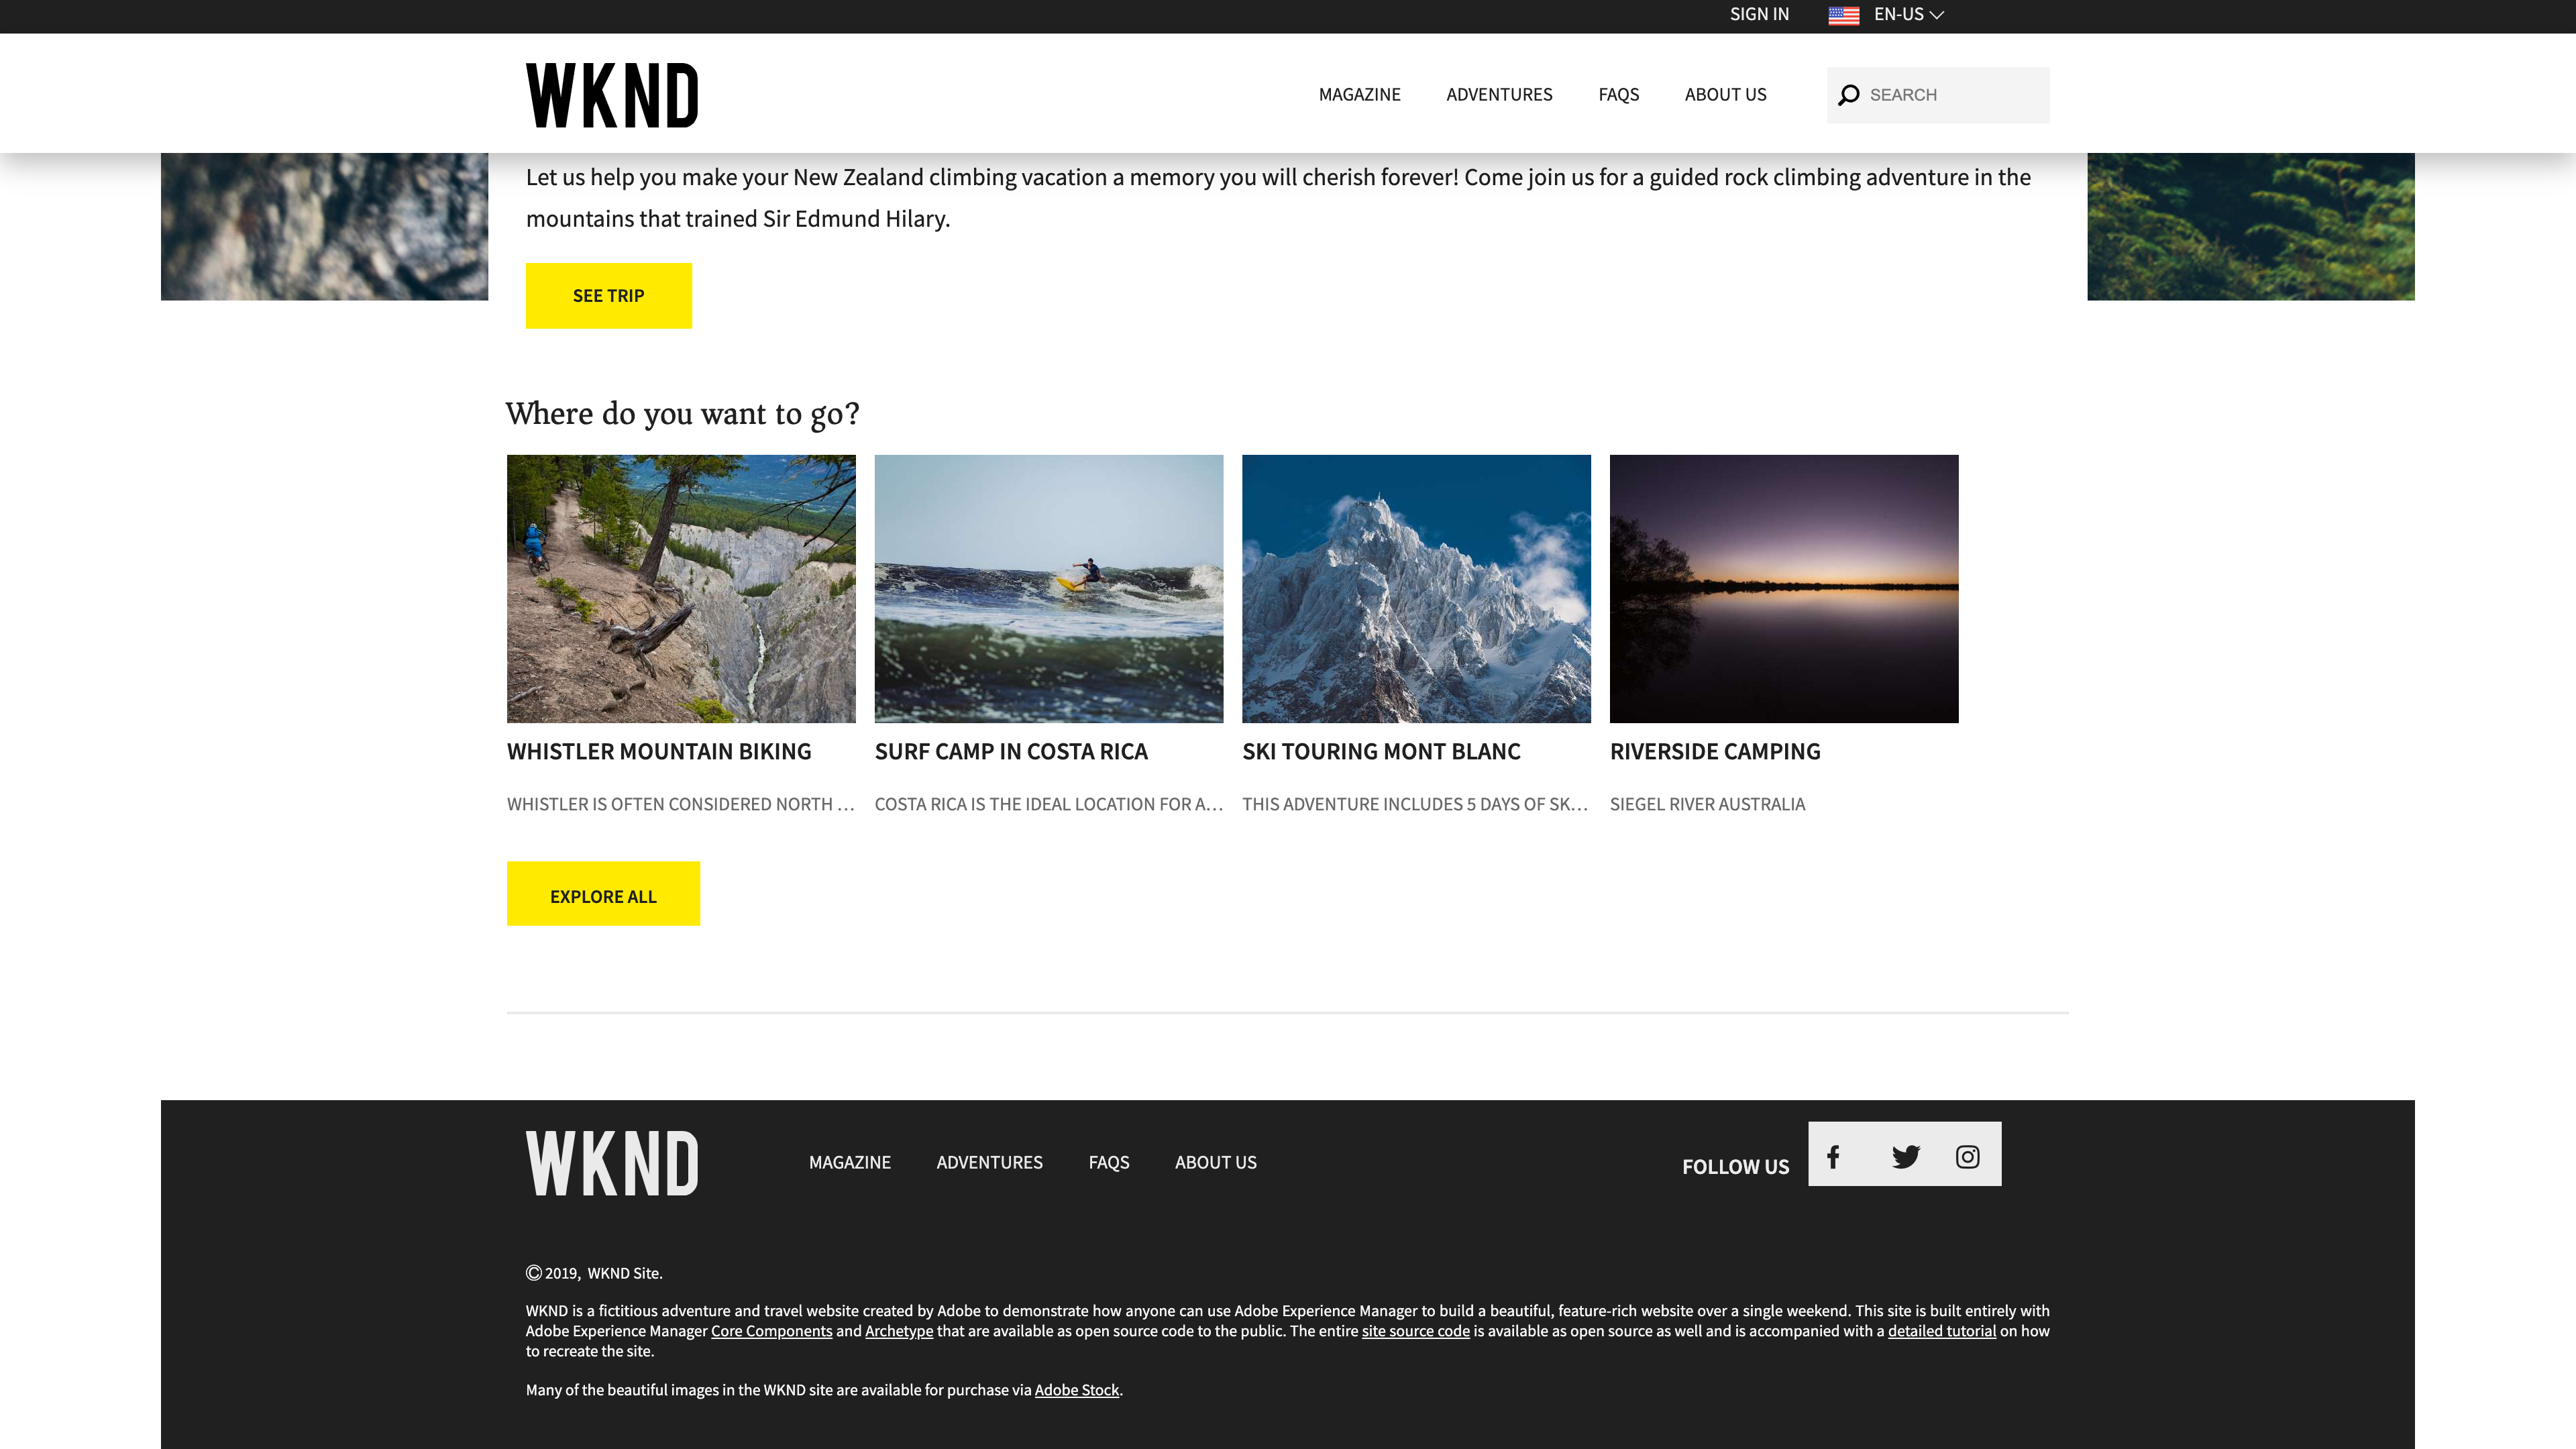 SIGN IN EN-US
WKND
MAGAZINE ADVENTURES FAQS ABOUT US SEARCH
Let us help you make your New Zealand climbing vacation a memory you will cherish forever! Come join us for a guided rock climbing adventure in the
mountains that trained Sir Edmund Hilary.
SEE TRIP
Where do you want to go?
WHISTLER MOUNTAIN BIKING SURF CAMP IN COSTA RICA SKI TOURING MONT BLANC RIVERSIDE CAMPING
WHISTLER IS OFTEN CONSIDERED NORTH … COSTA RICA IS THE IDEAL LOCATION FOR A… THIS ADVENTURE INCLUDES 5 DAYS OF SK… SIEGEL RIVER AUSTRALIA
EXPLORE ALL
WKND MAGAZINE ADVENTURES FAQS ABOUT US FOLLOW US
© 2019, WKND Site.
WKND is a fictitious adventure and travel website created by Adobe to demonstrate how anyone can use Adobe Experience Manager to build a beautiful, feature-rich website over a single weekend. This site is built entirely with
Adobe Experience Manager Core Components and Archetype that are available as open source code to the public. The entire site source code is available as open source as well and is accompanied with a detailed tutorial on how
to recreate the site.
Many of the beautiful images in the WKND site are available for purchase via Adobe Stock.